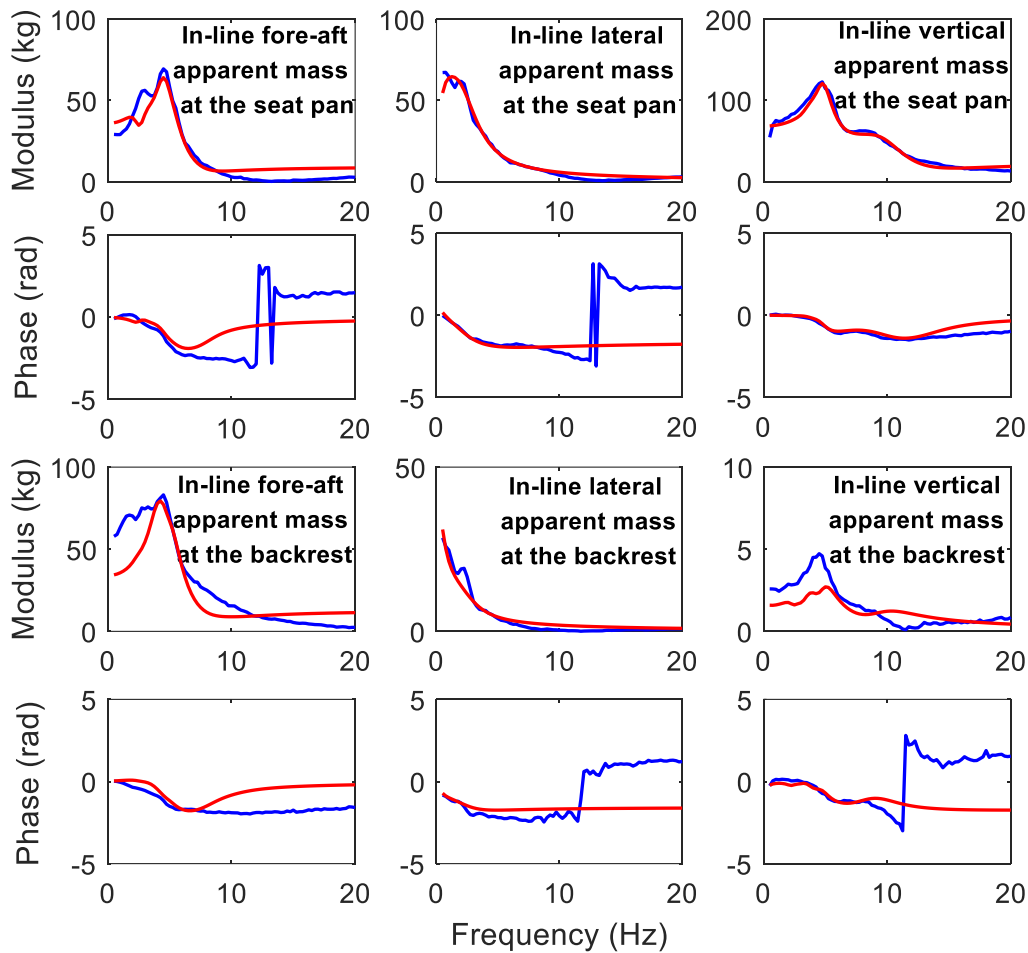 100
50
0
Modulus (kg)
In-line fore-aft
apparent mass
at the seat pan
0 10 20
100
50
0
In-line lateral
apparent mass
at the seat pan
0 10 20
200
100
0
In-line vertical
apparent mass
at the seat pan
0 10 20
5
0
-5
Phase (rad)
0 10 20
5
0
-5
0 10 20
5
0
-5
0 10 20
100
50
0
Modulus (kg)
In-line fore-aft
apparent mass
at the backrest
0 10 20
50
0
In-line lateral
apparent mass
at the backrest
0 10 20
10
5
0
In-line vertical
apparent mass
at the backrest
0 10 20
5
0
-5
Phase (rad)
0 10 20
5
0
-5
0 10 20
5
0
-5
0 10 20
Frequency (Hz)